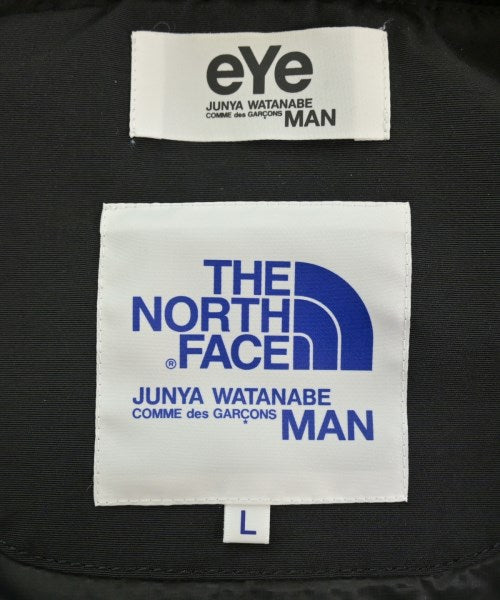 eYe
JUNYA WATANABE
COMME des GARÇONS MAN
THE
NORTH
® FACE
JUNYA WATANABE
COMME des GARÇONS MAN
L